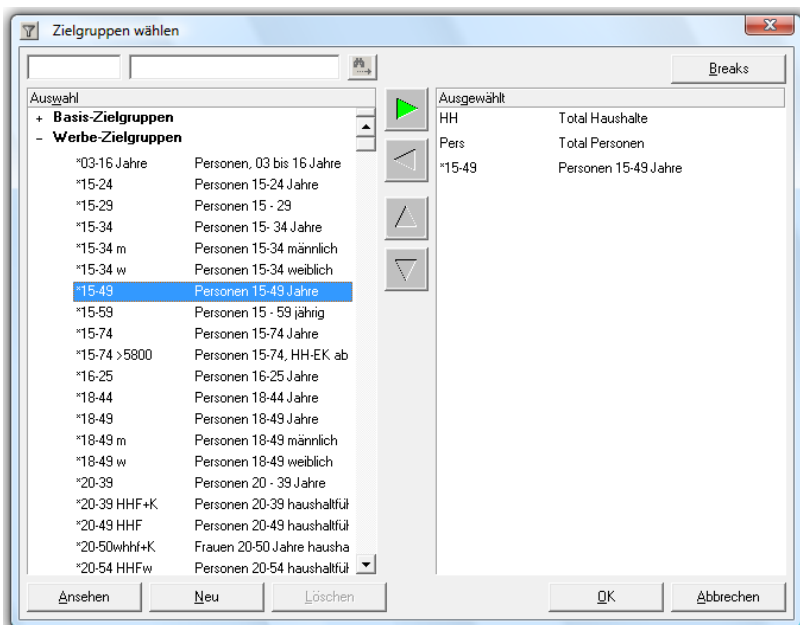 Zielgruppen wählen
Breaks
Auswahl
+ Basis-Zielgruppen
- Werbe-Zielgruppen
*03-16 Jahre Personen, 03 bis 16 Jahre
*15-24 Personen 15-24 Jahre
*15-29 Personen 15 - 29
*15-34 Personen 15- 34 Jahre
*15-34 m Personen 15-34 männlich
*15-34 w Personen 15-34 weiblich
*15-49 Personen 15-49 Jahre
*15-59 Personen 15 - 59 jährig
*15-74 Personen 15-74 Jahre
*15-74 >5800 Personen 15-74, HH-EK ab
*16-25 Personen 16-25 Jahre
*18-44 Personen 18-44 Jahre
*18-49 Personen 18-49 Jahre
*18-49 m Personen 18-49 männlich
*18-49 w Personen 18-49 weiblich
*20-39 Personen 20 - 39 Jahre
*20-39 HHF+K Personen 20-39 haushaltfüh
*20-49 HHF Personen 20-49 haushaltfüh
*20-50whhf+K Frauen 20-50 Jahre hausha
*20-54 HHFw Personen 20-54 haushaltfüh
Ausgewählt
HH Total Haushalte
Pers Total Personen
*15-49 Personen 15-49 Jahre
Ansehen Neu Löschen OK Abbrechen